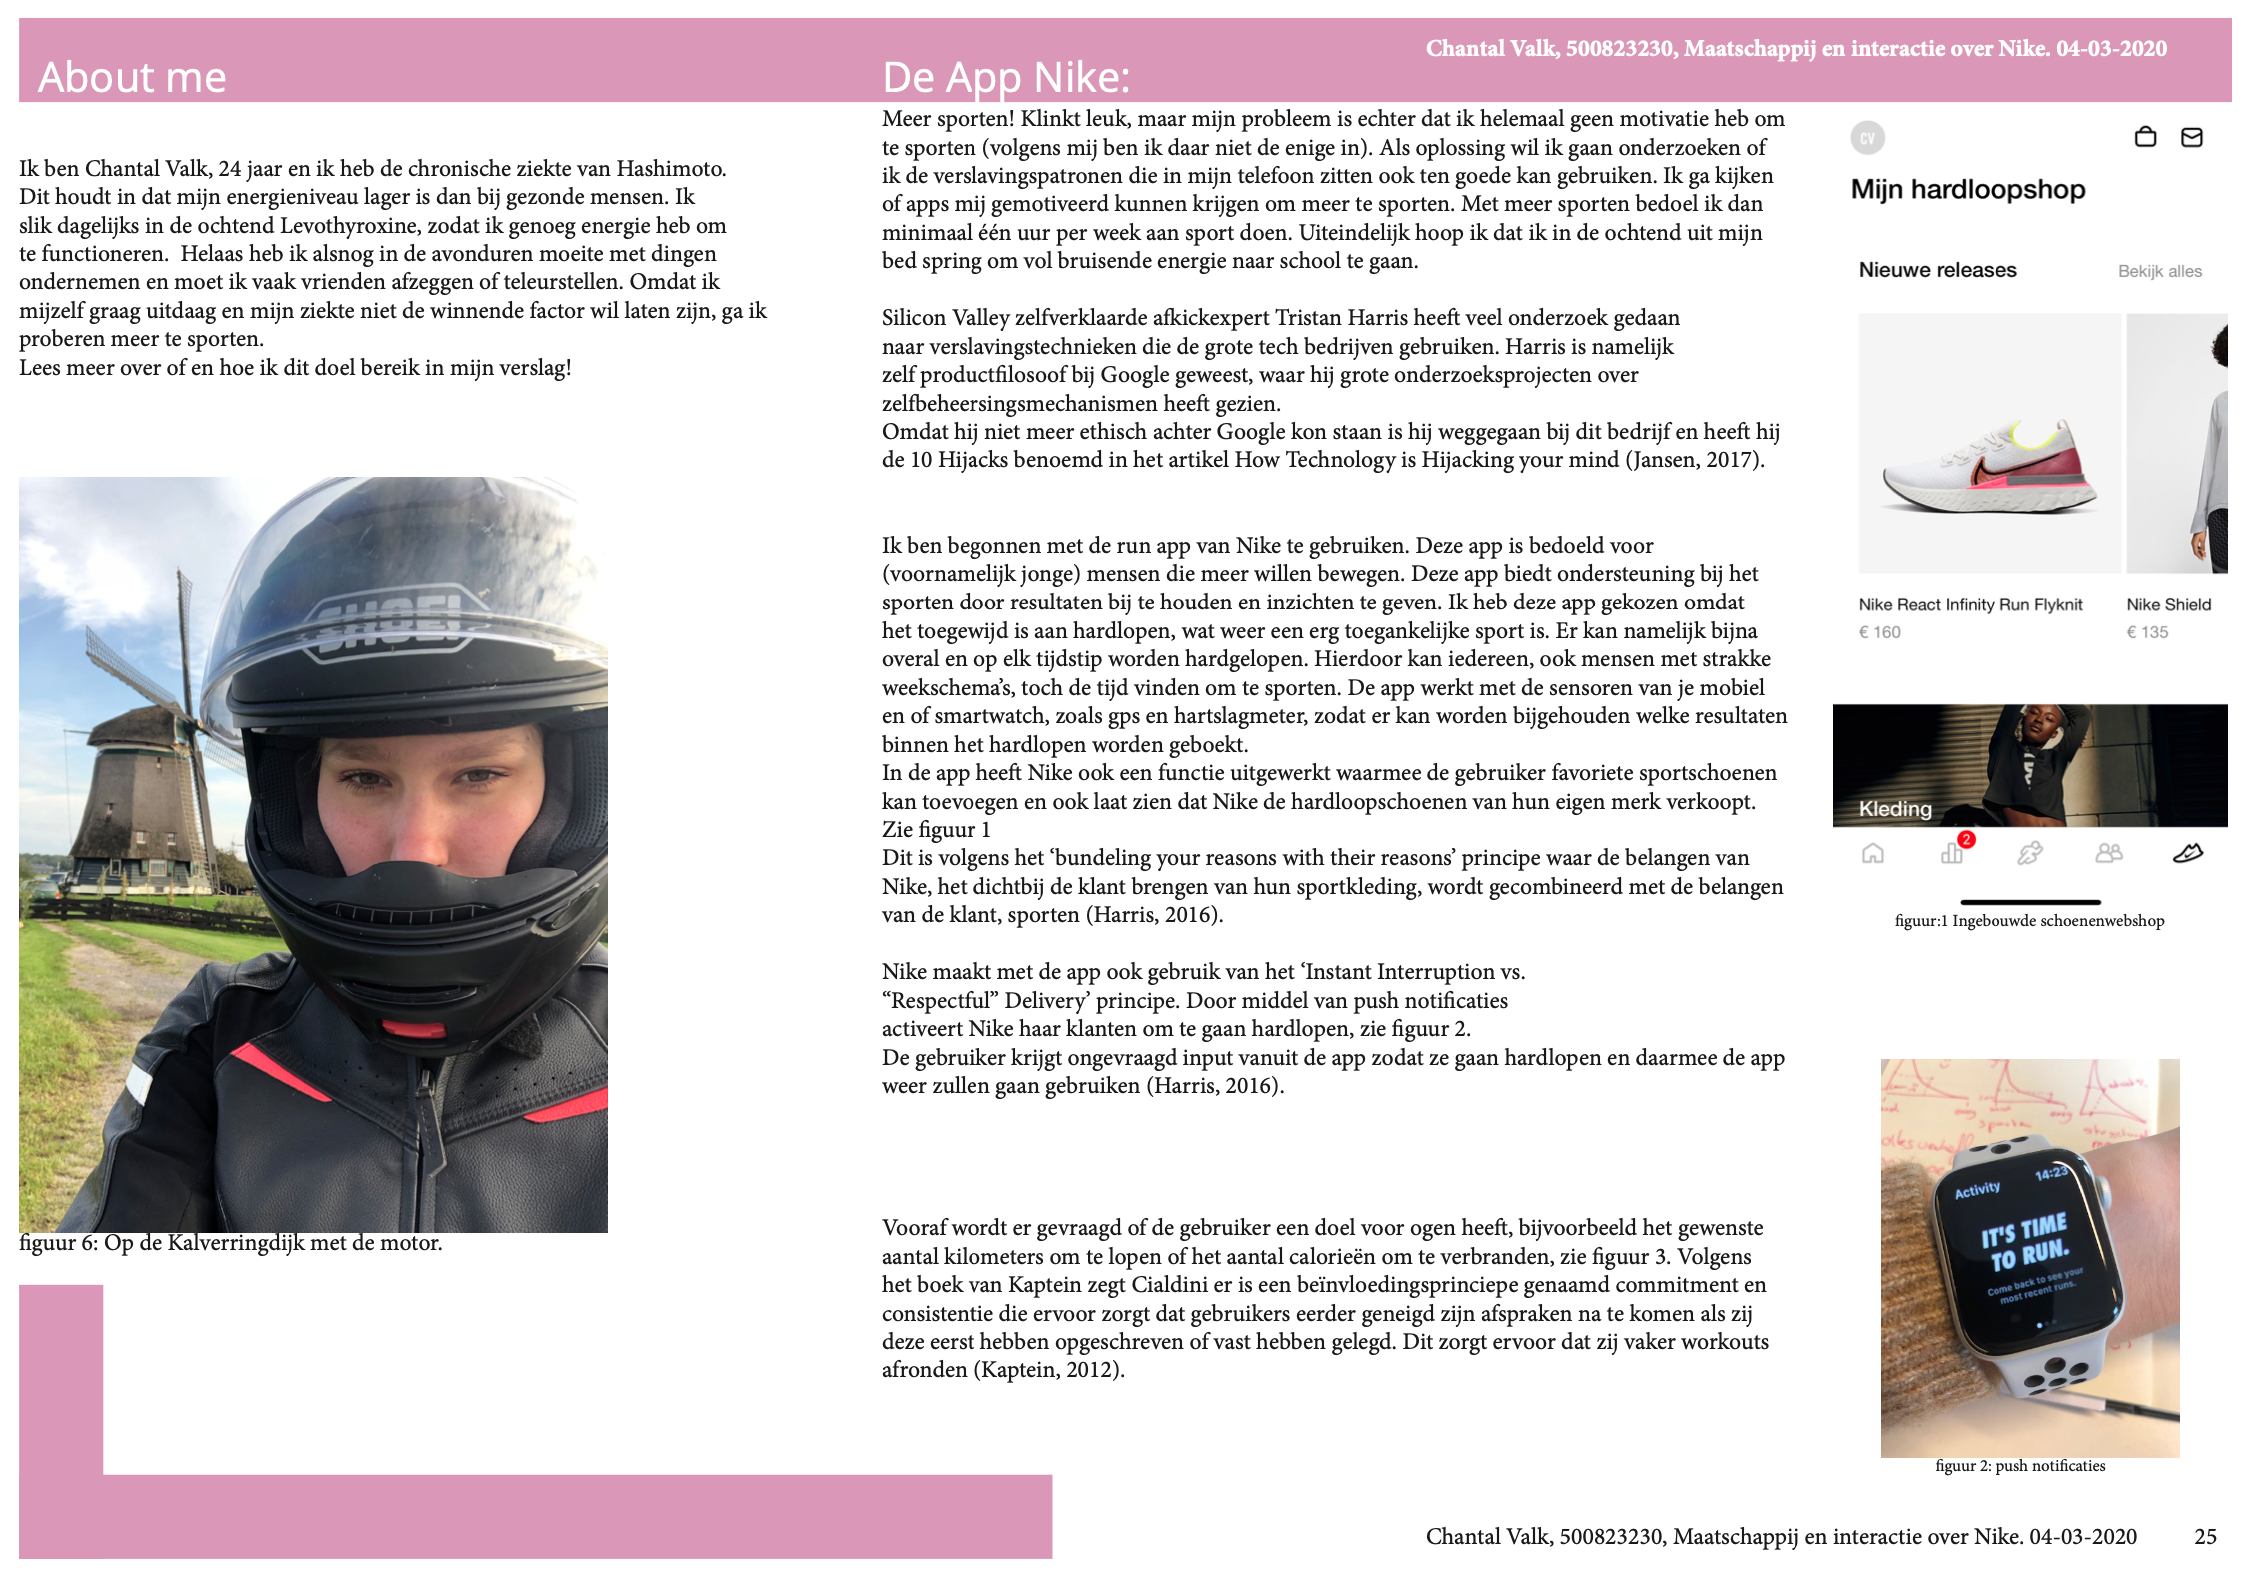 Chantal Valk, 500823230, Maatschappij en interactie over Nike. 04-03-2020
About me
Ik ben Chantal Valk, 24 jaar en ik heb de chronische ziekte van Hashimoto.
Dit houdt in dat mijn energieniveau lager is dan bij gezonde mensen. Ik
slik dagelijks in de ochtend Levothyroxine, zodat ik genoeg energie heb om
te functioneren.  Helaas heb ik alsnog in de avonduren moeite met dingen
ondernemen en moet ik vaak vrienden afzeggen of teleurstellen. Omdat ik
mijzelf graag uitdaag en mijn ziekte niet de winnende factor wil laten zijn, ga ik
proberen meer te sporten.
Lees meer over of en hoe ik dit doel bereik in mijn verslag!
SHOEI
figuur 6: Op de Kalverringdijk met de motor.
De App Nike:
Meer sporten! Klinkt leuk, maar mijn probleem is echter dat ik helemaal geen motivatie heb om
te sporten (volgens mij ben ik daar niet de enige in). Als oplossing wil ik gaan onderzoeken of
ik de verslavingspatronen die in mijn telefoon zitten ook ten goede kan gebruiken. Ik ga kijken
of apps mij gemotiveerd kunnen krijgen om meer te sporten. Met meer sporten bedoel ik dan
minimaal één uur per week aan sport doen. Uiteindelijk hoop ik dat ik in de ochtend uit mijn
bed spring om vol bruisende energie naar school te gaan.
Silicon Valley zelfverklaarde afkickexpert Tristan Harris heeft veel onderzoek gedaan
naar verslavingstechnieken die de grote tech bedrijven gebruiken. Harris is namelijk
zelf productfilosoof bij Google geweest, waar hij grote onderzoeksprojecten over
zelfbeheersingsmechanismen heeft gezien.
Omdat hij niet meer ethisch achter Google kon staan is hij weggegaan bij dit bedrijf en heeft hij
de 10 Hijacks benoemd in het artikel How Technology is Hijacking your mind (Jansen, 2017).
Ik ben begonnen met de run app van Nike te gebruiken. Deze app is bedoeld voor
(voornamelijk jonge) mensen die meer willen bewegen. Deze app biedt ondersteuning bij het
sporten door resultaten bij te houden en inzichten te geven. Ik heb deze app gekozen omdat
het toegewijd is aan hardlopen, wat weer een erg toegankelijke sport is. Er kan namelijk bijna
overal en op elk tijdstip worden hardgelopen. Hierdoor kan iedereen, ook mensen met strakke
weekschema's, toch de tijd vinden om te sporten. De app werkt met de sensoren van je mobiel
en of smartwatch, zoals gps en hartslagmeter, zodat er kan worden bijgehouden welke resultaten
binnen het hardlopen worden geboekt.
In de app heeft Nike ook een functie uitgewerkt waarmee de gebruiker favoriete sportschoenen
kan toevoegen en ook laat zien dat Nike de hardloopschoenen van hun eigen merk verkoopt.
Zie figuur 1
Dit is volgens het ‘bundeling your reasons with their reasons’ principe waar de belangen van
Nike, het dichtbij de klant brengen van hun sportkleding, wordt gecombineerd met de belangen
van de klant, sporten (Harris, 2016).
Nike maakt met de app ook gebruik van het ‘Instant Interruption vs.
“Respectful” Delivery’ principe. Door middel van push notificaties
activeert Nike haar klanten om te gaan hardlopen, zie figuur 2.
De gebruiker krijgt ongevraagd input vanuit de app zodat ze gaan hardlopen en daarmee de app
weer zullen gaan gebruiken (Harris, 2016).
Vooraf wordt er gevraagd of de gebruiker een doel voor ogen heeft, bijvoorbeeld het gewenste
aantal kilometers om te lopen of het aantal calorieën om te verbranden, zie figuur 3. Volgens
het boek van Kaptein zegt Cialdini er is een beïnvloedingsprinciepe genaamd commitment en
consistentie die ervoor zorgt dat gebruikers eerder geneigd zijn afspraken na te komen als zij
deze eerst hebben opgeschreven of vast hebben gelegd. Dit zorgt ervoor dat zij vaker workouts
afronden (Kaptein, 2012).
CV
Mijn hardloopshop
Nieuwe releases Bekijk alles
Nike React Infinity Run Flyknit Nike Shield
€ 160 € 135
Kleding
2
figuur:1 Ingebouwde schoenenwebshop
Activity 14:23
IT'S TIME
TO RUN.
Come back to see your
most recent runs.
figuur 2: push notificaties
Chantal Valk, 500823230, Maatschappij en interactie over Nike. 04-03-2020 25